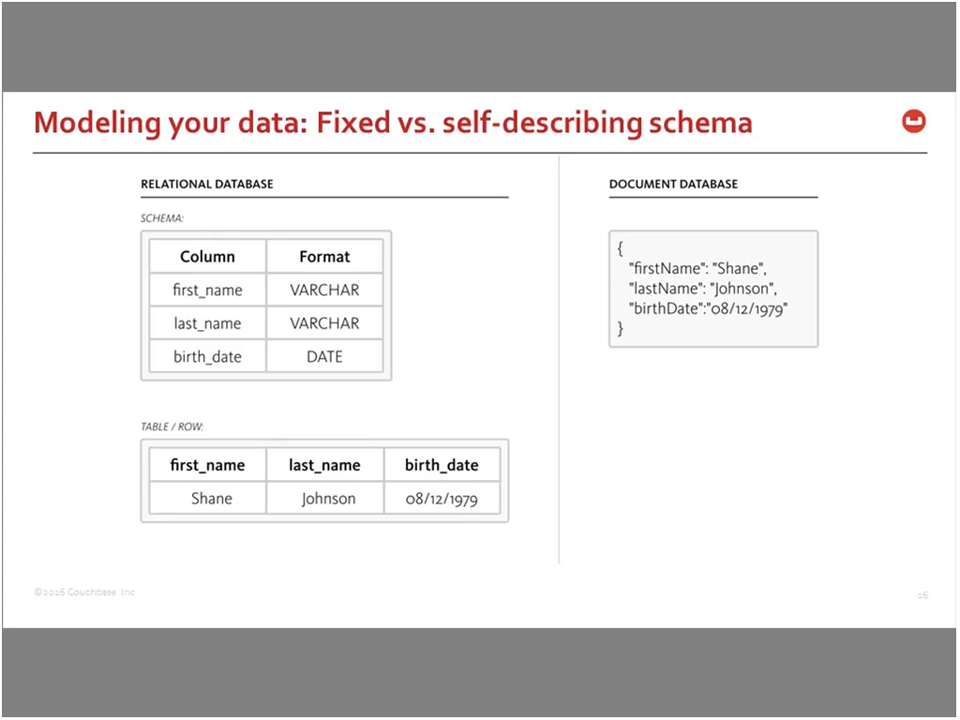 Modeling your data: Fixed vs. self-describing schema
RELATIONAL DATABASE
SCHEMA:
Column Format
first_name VARCHAR
last_name VARCHAR
birth_date DATE
TABLE / ROW:
first_name last_name birth_date
Shane Johnson 08/12/1979
DOCUMENT DATABASE
{
"firstName": "Shane",
"lastName": "Johnson",
"birthDate":"08/12/1979"
}
©2016 Couchbase Inc
16